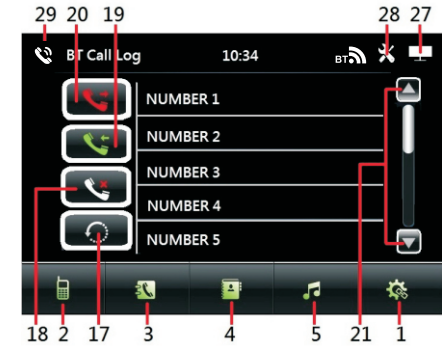 29 20 19 28 27
BT Call Log 10:34 BT
NUMBER 1
NUMBER 2
NUMBER 3
NUMBER 4
NUMBER 5
18 2 17 3 4 5 21 1